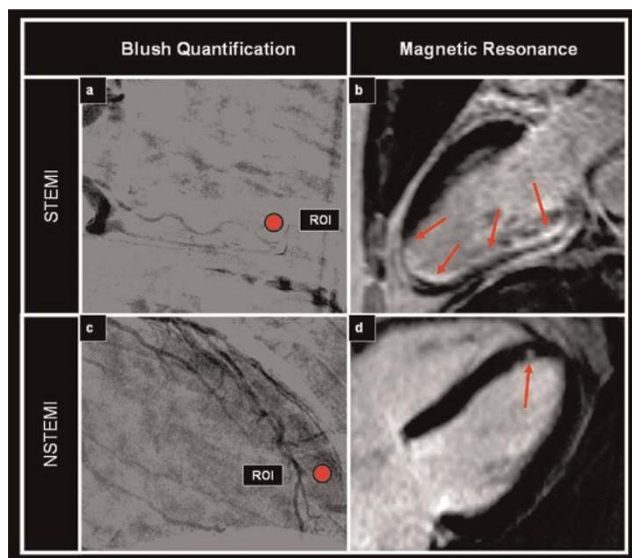 Blush Quantification
Magnetic Resonance
STEMI
a
ROI
b
NSTEMI
c
ROI
d